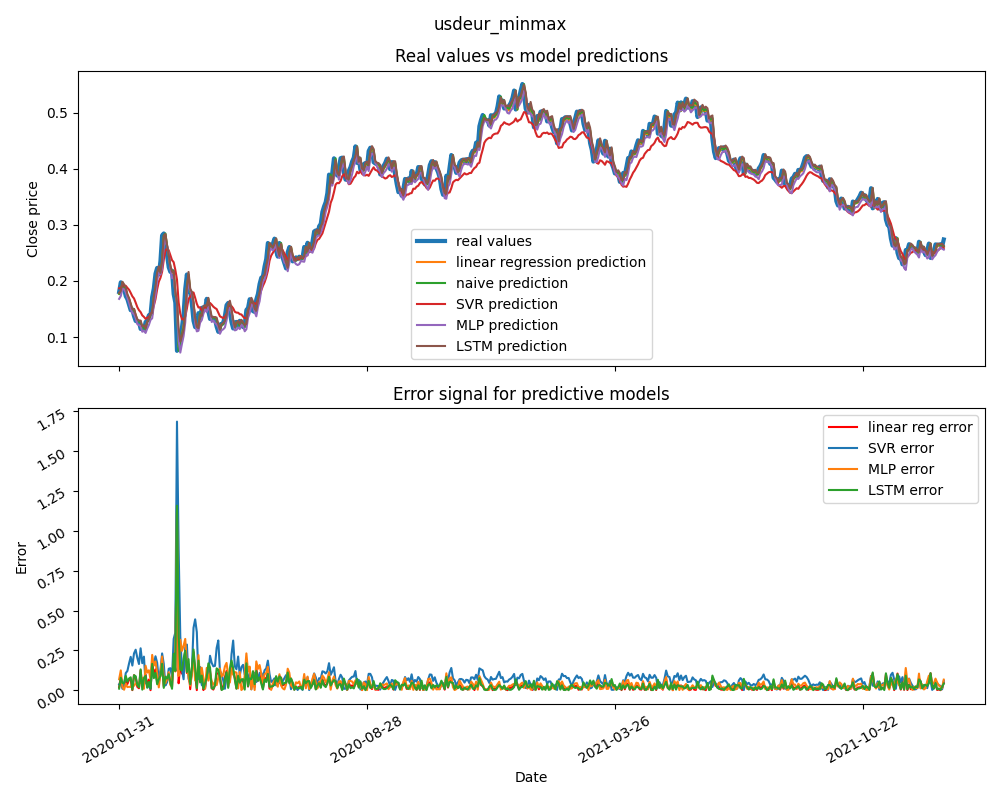 usdeur_minmax
Real values vs model predictions
Close price
0.5
0.4
0.3
0.2
0.1
real values
linear regression prediction
naive prediction
SVR prediction
MLP prediction
LSTM prediction
Error signal for predictive models
Error
1.75
1.50
1.25
1.00
0.75
0.50
0.25
0.00
linear reg error
SVR error
MLP error
LSTM error
2020-01-31
2020-08-28
2021-03-26
2021-10-22
Date